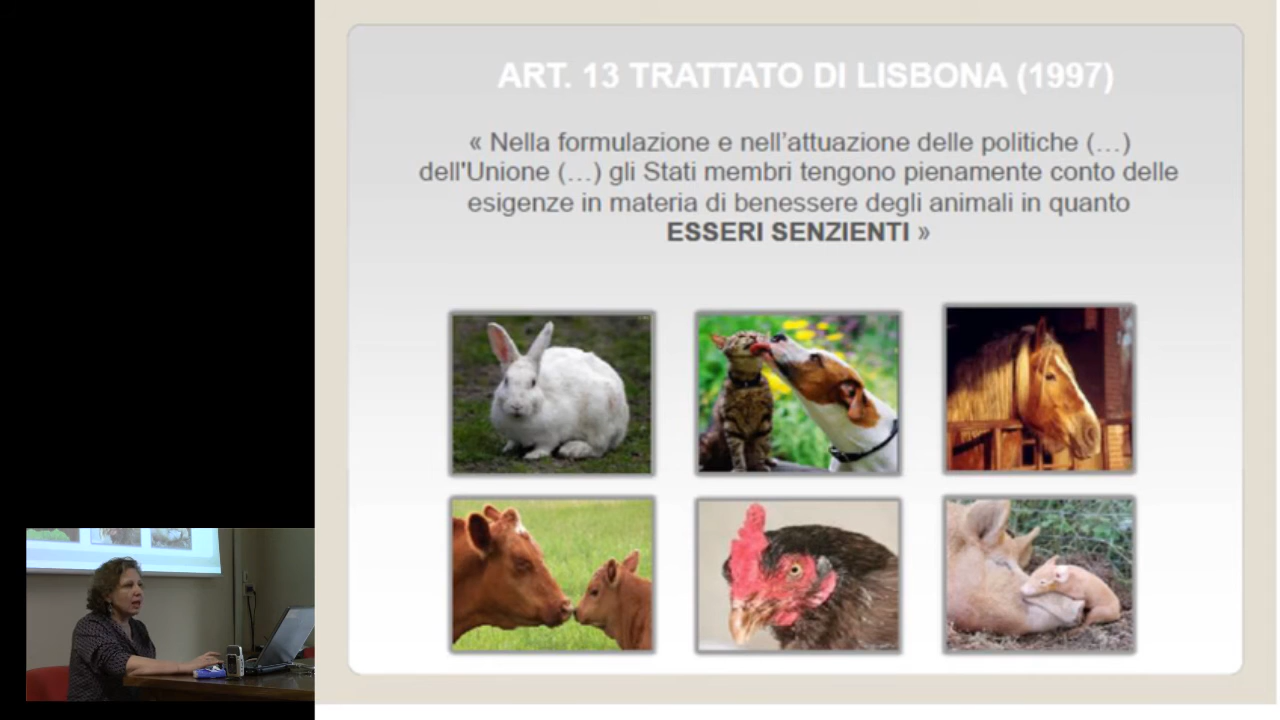 ART. 13 TRATTATO DI LISBONA (1997)
« Nella formulazione e nell'attuazione delle politiche (…)
dell'Unione (…) gli Stati membri tengono pienamente conto delle
esigenze in materia di benessere degli animali in quanto
ESSERI SENZIENTI »